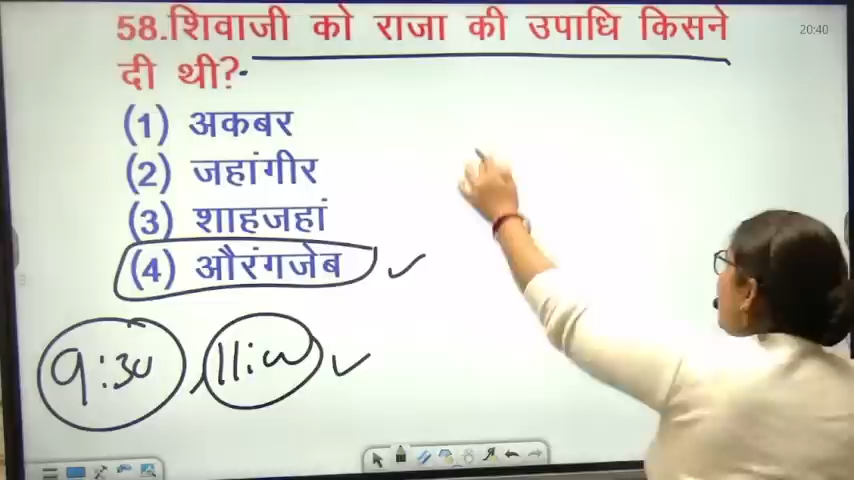 58.शिवाजी को राजा की उपाधि किसने
दी थी?
(1) अकबर
(2) जहांगीर
(3) शाहजहां
(4) औरंगजेब
9:30, 11:00
20:40